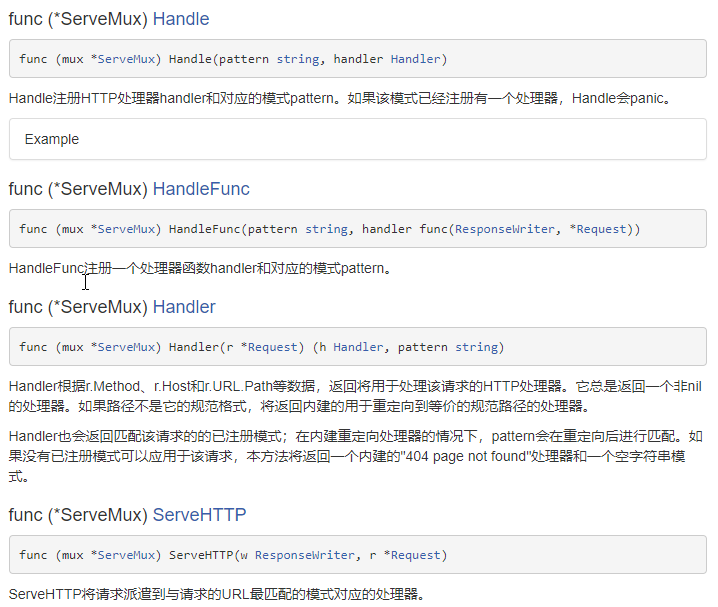 func (*ServeMux) Handle
func (mux *ServeMux) Handle(pattern string, handler Handler)
Handle注册HTTP处理器handler和对应的模式pattern。如果该模式已经注册有一个处理器，Handle会panic。
Example
func (*ServeMux) HandleFunc
func (mux *ServeMux) HandleFunc(pattern string, handler func(ResponseWriter, *Request))
HandleFunc注册一个处理器函数handler和对应的模式pattern。
func (*ServeMux) Handler
func (mux *ServeMux) Handler(r *Request) (h Handler, pattern string)
Handler根据r.Method、r.Host和r.URL.Path等数据，返回将用于处理该请求的HTTP处理器。它总是返回一个非nil
的处理器。如果路径不是它的规范格式，将返回内建的用于重定向到等价的规范路径的处理器。
Handler也会返回匹配该请求的的已注册模式；在内建重定向处理器的情况下，pattern会在重定向后进行匹配。如
果没有已注册模式可以应用于该请求，本方法将返回一个内建的"404 page not found"处理器和一个空字符串模
式。
func (*ServeMux) ServeHTTP
func (mux *ServeMux) ServeHTTP(w ResponseWriter, r *Request)
ServeHTTP将请求派遣到与请求的URL最匹配的模式对应的处理器。